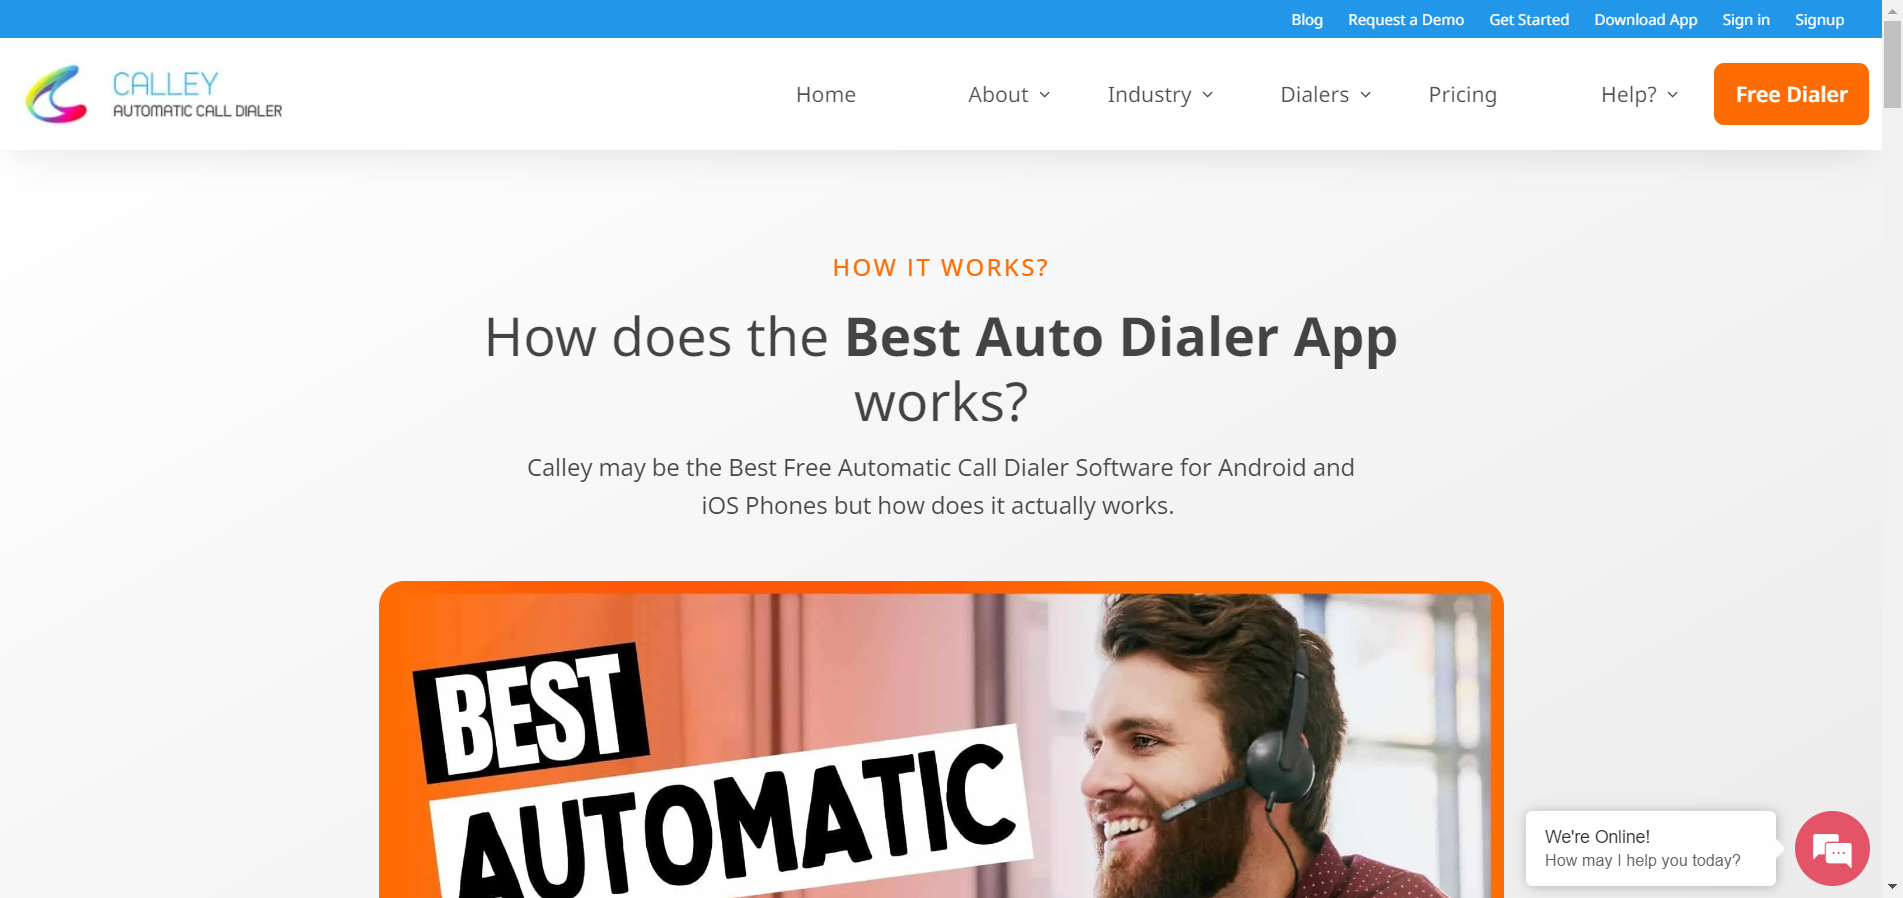 Blog Request a Demo Get Started Download App Sign in Signup
CALLEY
AUTOMATIC CALL DIALER
Home About Industry Dialers Pricing Help? Free Dialer
HOW IT WORKS?
How does the Best Auto Dialer App
works?
Calley may be the Best Free Automatic Call Dialer Software for Android and
iOS Phones but how does it actually works.
BEST
AUTOMATIC
We're Online!
How may I help you today?